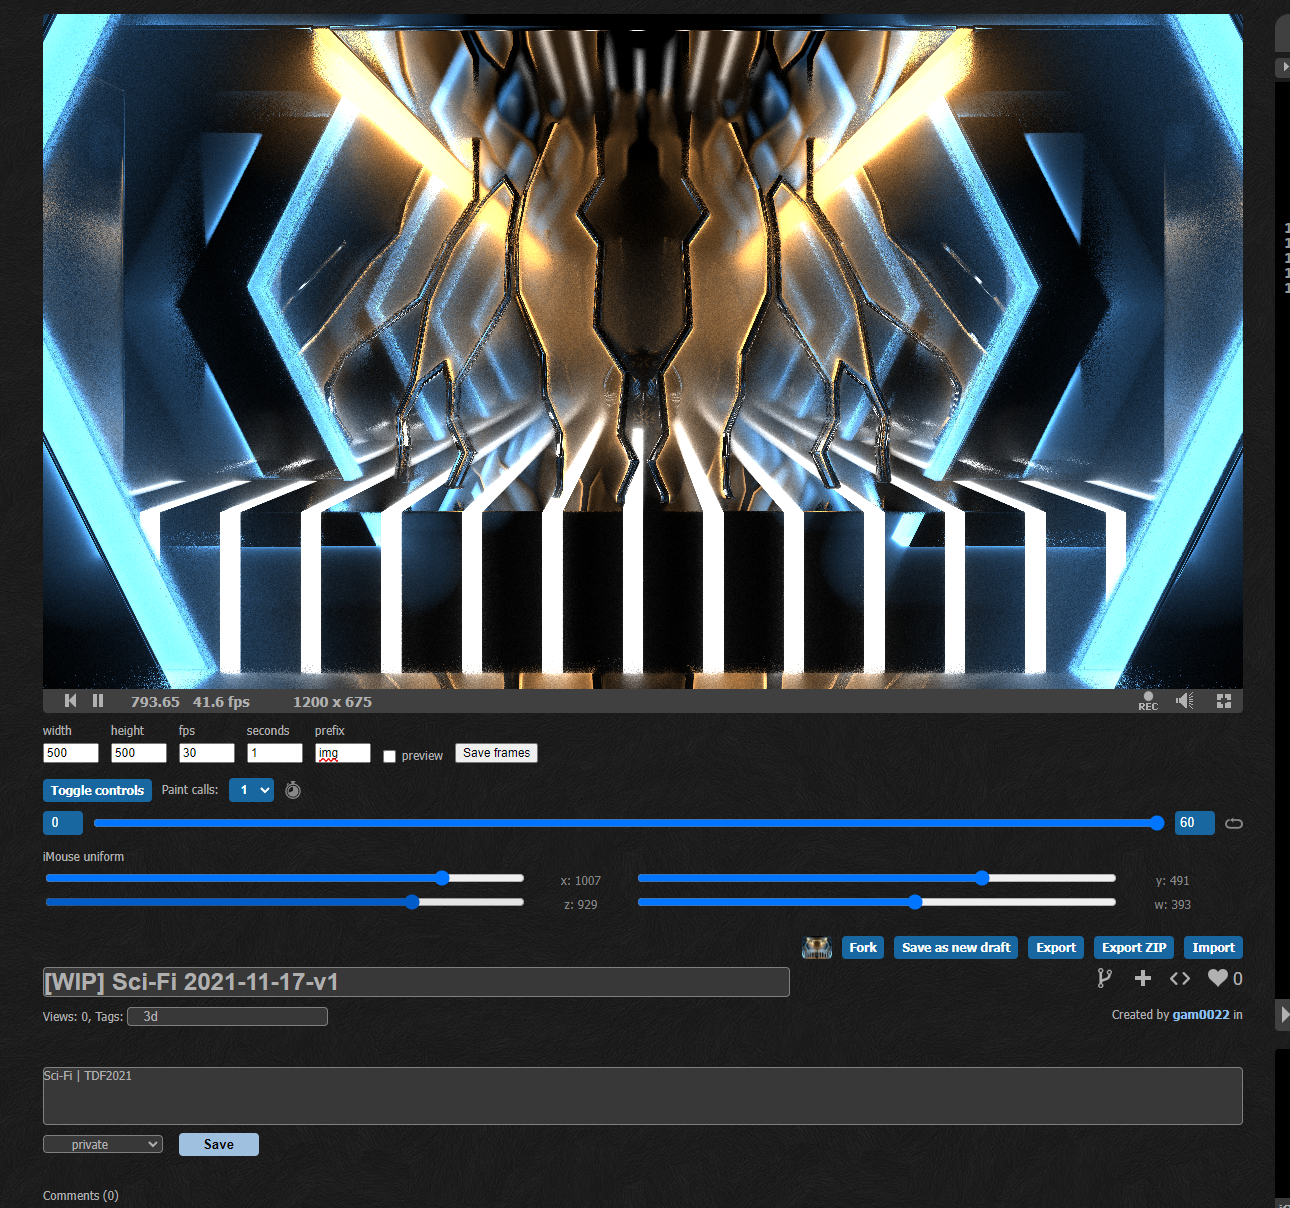 793.65 41.6 fps 1200 x 675
REC
width height fps seconds prefix
500 500 30 1 img preview Save frames
Toggle controls Paint calls: 1
0 60
iMouse uniform
x: 1007 y: 491
z: 929 w: 393
Fork Save as new draft Export Export ZIP Import
[WIP] Sci-Fi 2021-11-17-v1
0
Views: 0, Tags: 3d
Created by gam0022 in
Sci-Fi | TDF2021
private Save
Comments (0)